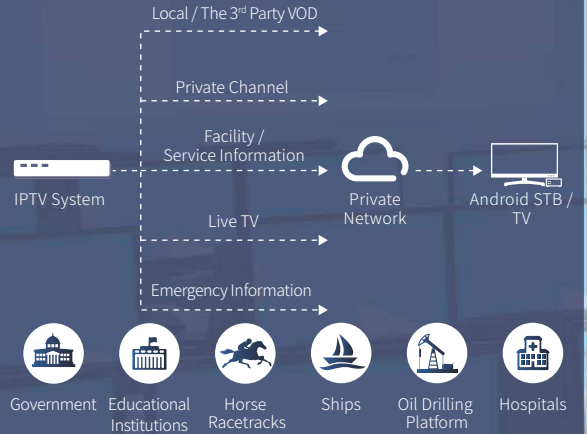 Local / The 3rd Party VOD
Private Channel
Facility /
Service Information
IPTV System
Private
Network
Android STB /
TV
Live TV
Emergency Information
Government
Educational
Institutions
Horse
Racetracks
Ships
Oil Drilling
Platform
Hospitals